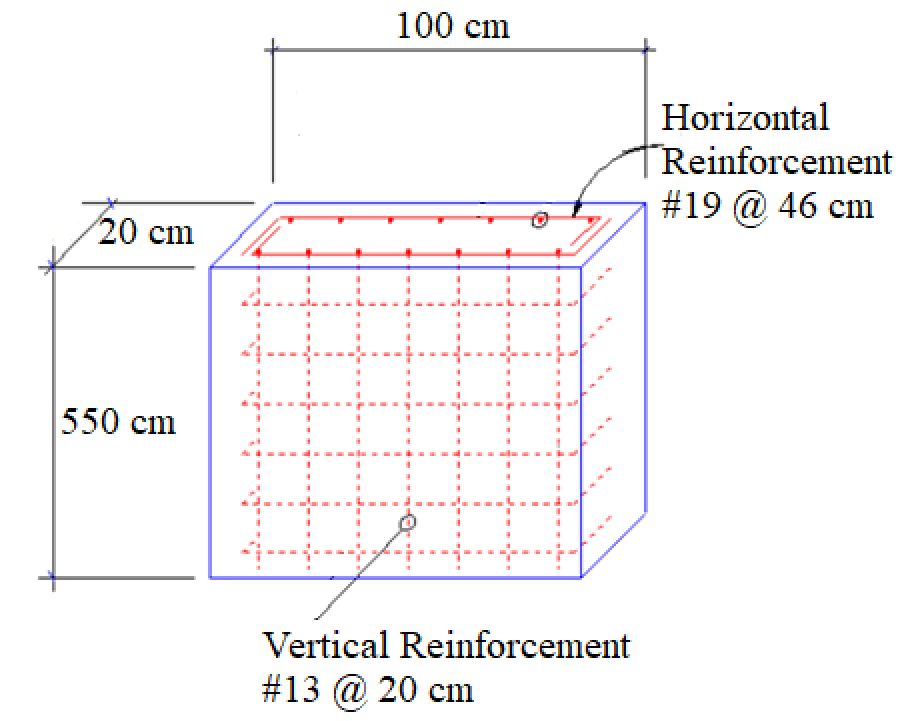 100 cm
Horizontal
Reinforcement
#19 @ 46 cm
20 cm
550 cm
Vertical Reinforcement
#13 @ 20 cm